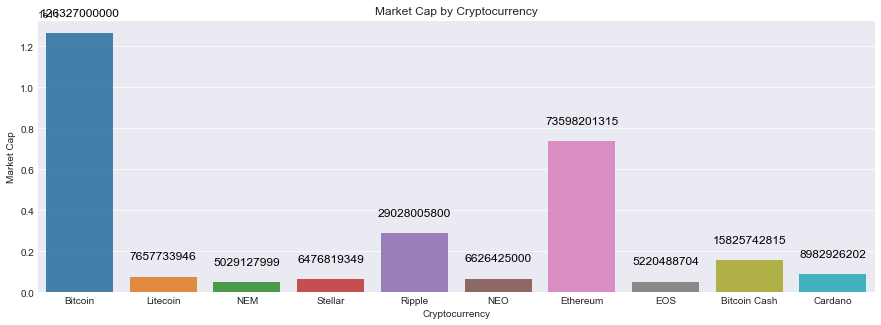 Market Cap by Cryptocurrency
126327000000
1.2
1.0
0.8
0.6
0.4
0.2
0.0
Market Cap
7657733946
5029127999
6476819349
29028005800
6626425000
73598201315
5220488704
15825742815
8982926202
Bitcoin
Litecoin
NEM
Stellar
Ripple
NEO
Ethereum
EOS
Bitcoin Cash
Cardano
Cryptocurrency